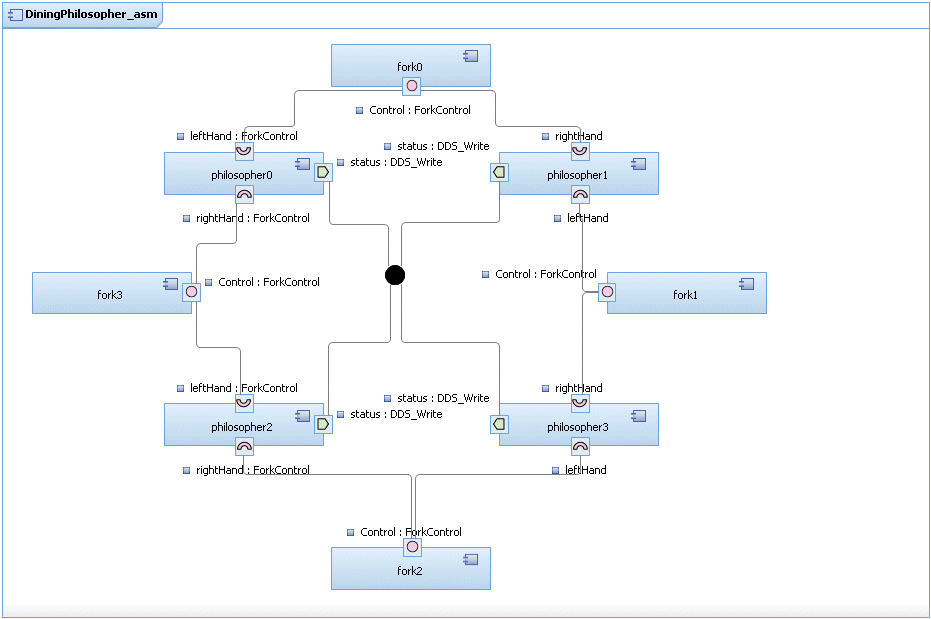 DiningPhilosopher_asm
fork0
Control : ForkControl
leftHand : ForkControl
rightHand
status : DDS_Write
status : DDS_Write
philosopher0
philosopher1
rightHand : ForkControl
leftHand
Control : ForkControl
Control : ForkControl
fork3
fork1
leftHand : ForkControl
rightHand
status : DDS_Write
status : DDS_Write
philosopher2
philosopher3
rightHand : ForkControl
leftHand
Control : ForkControl
fork2